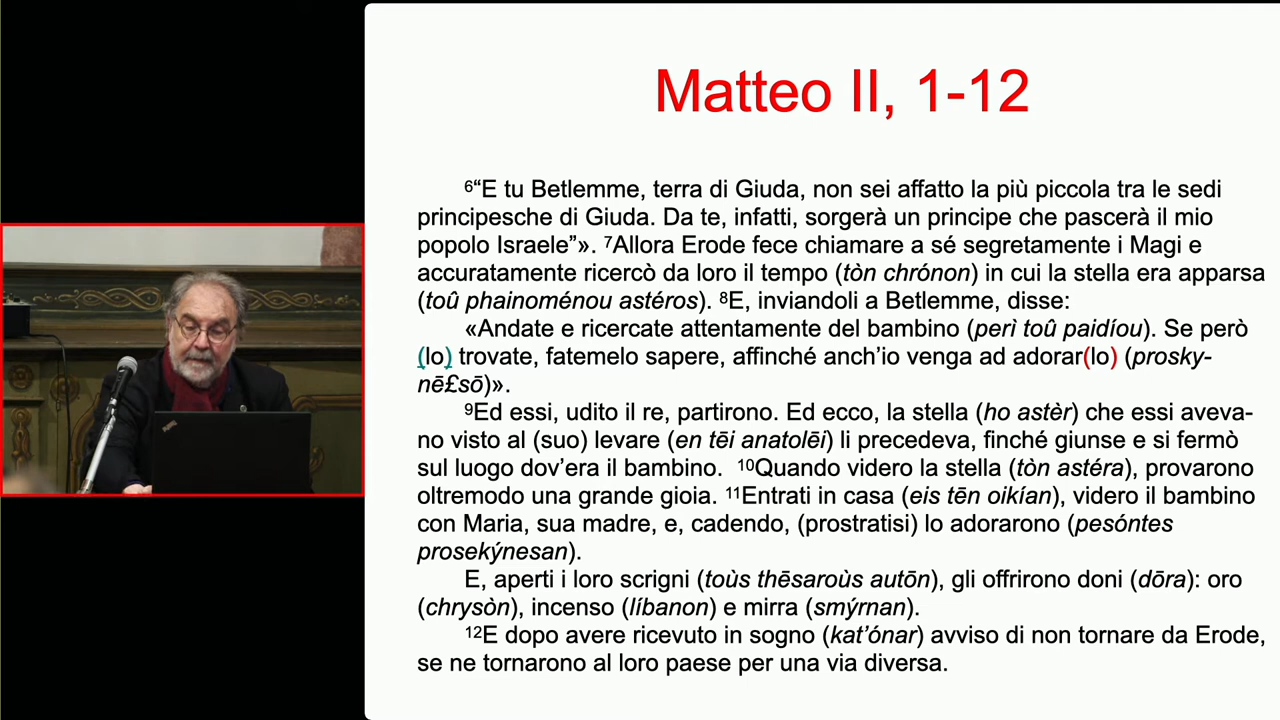 Matteo II, 1-12
⁶“E tu Betlemme, terra di Giuda, non sei affatto la più piccola tra le sedi
principesche di Giuda. Da te, infatti, sorgerà un principe che pascerà il mio
popolo Israele”». ⁷Allora Erode fece chiamare a sé segretamente i Magi e
accuratamente ricercò da loro il tempo (tòn chrónon) in cui la stella era apparsa
(toû phainoménou astéros). ⁸E, inviandoli a Betlemme, disse:
«Andate e ricercate attentamente del bambino (perì toû paidíou). Se però
(lo) trovate, fatemelo sapere, affinché anch’io venga ad adorar(lo) (prosky-
nē£sō)».
⁹Ed essi, udito il re, partirono. Ed ecco, la stella (ho astèr) che essi aveva-
no visto al (suo) levare (en tēi anatolēi) li precedeva, finché giunse e si fermò
sul luogo dov’era il bambino. ¹⁰Quando videro la stella (tòn astéra), provarono
oltremodo una grande gioia. ¹¹Entrati in casa (eis tēn oikían), videro il bambino
con Maria, sua madre, e, cadendo, (prostratisi) lo adorarono (pesóntes
prosekýnesan).
E, aperti i loro scrigni (toùs thēsaroùs autōn), gli offrirono doni (dōra): oro
(chrysòn), incenso (líbanon) e mirra (smýrnan).
¹²E dopo avere ricevuto in sogno (kat’ónar) avviso di non tornare da Erode,
se ne tornarono al loro paese per una via diversa.